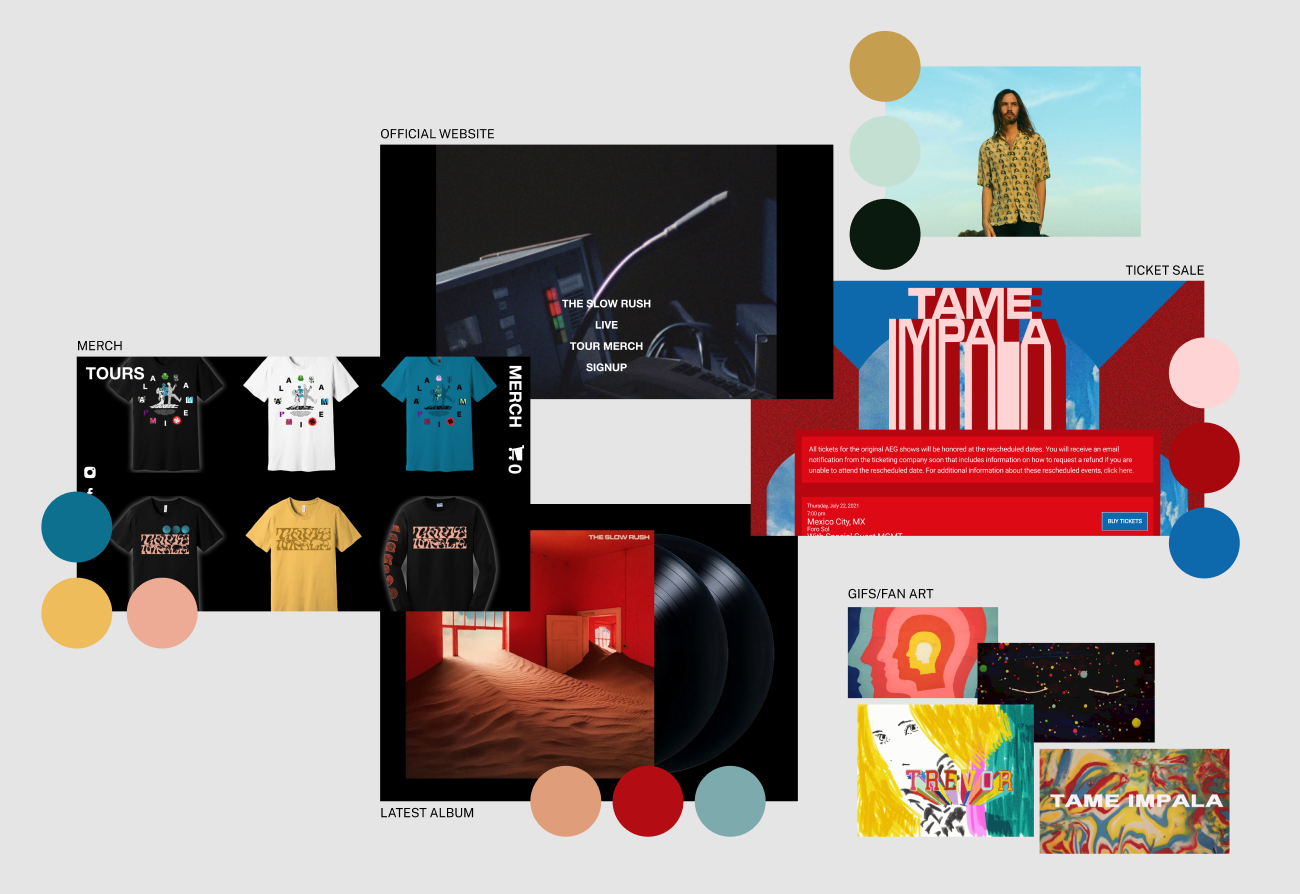 OFFICIAL WEBSITE
THE SLOW RUSH
LIVE
TOUR MERCH
SIGNUP
TICKET SALE
TAME
IMPALA
All tickets for the original AEG shows will be honored at the rescheduled dates. You will receive an email
notification from the ticketing company soon that includes information on how to request a refund if you are
unable to attend the rescheduled date. For additional information about these rescheduled events, click here.
Thursday, July 22, 2021
7:00 pm
Mexico City, MX
Foro Sol
With Special Guest MGMT
BUY TICKETS
MERCH
TOURS
MERCH
0
THE SLOW RUSH
LATEST ALBUM
GIFS/FAN ART
TREVOR
TAME IMPALA